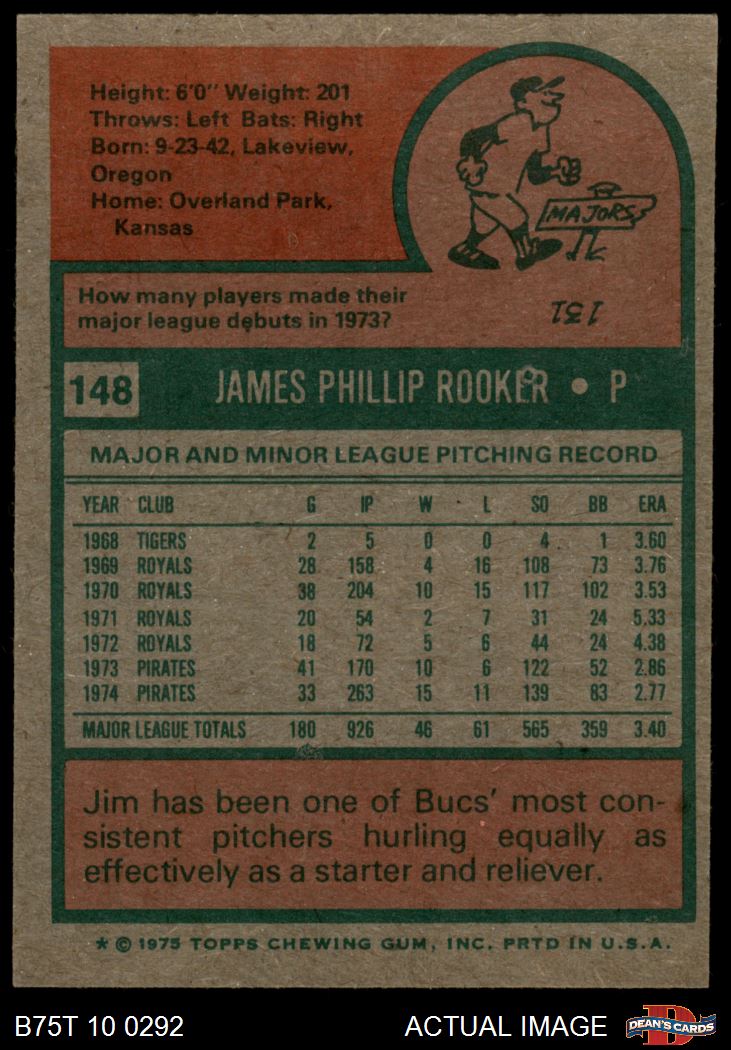 Height: 6'0" Weight: 201
Throws: Left Bats: Right
Born: 9-23-42, Lakeview,
Oregon
Home: Overland Park,
Kansas
MAJORS
How many players made their
major league debuts in 1973?
151
148 JAMES PHILLIP ROOKER • P
MAJOR AND MINOR LEAGUE PITCHING RECORD
YEAR CLUB G IP W L SO BB ERA
1968 TIGERS 2 5 0 0 4 1 3.60
1969 ROYALS 28 158 4 16 108 73 3.76
1970 ROYALS 38 204 10 15 117 102 3.53
1971 ROYALS 20 54 2 7 31 24 5.33
1972 ROYALS 18 72 5 6 44 24 4.38
1973 PIRATES 41 170 10 6 122 52 2.86
1974 PIRATES 33 263 15 11 139 83 2.77
MAJOR LEAGUE TOTALS 180 926 46 61 565 359 3.40
Jim has been one of Bucs' most con-
sistent pitchers hurling equally as
effectively as a starter and reliever.
* © 1975 TOPPS CHEWING GUM, INC. PRTD IN U.S.A.
B75T 10 0292 ACTUAL IMAGE D DEAN'S CARDS